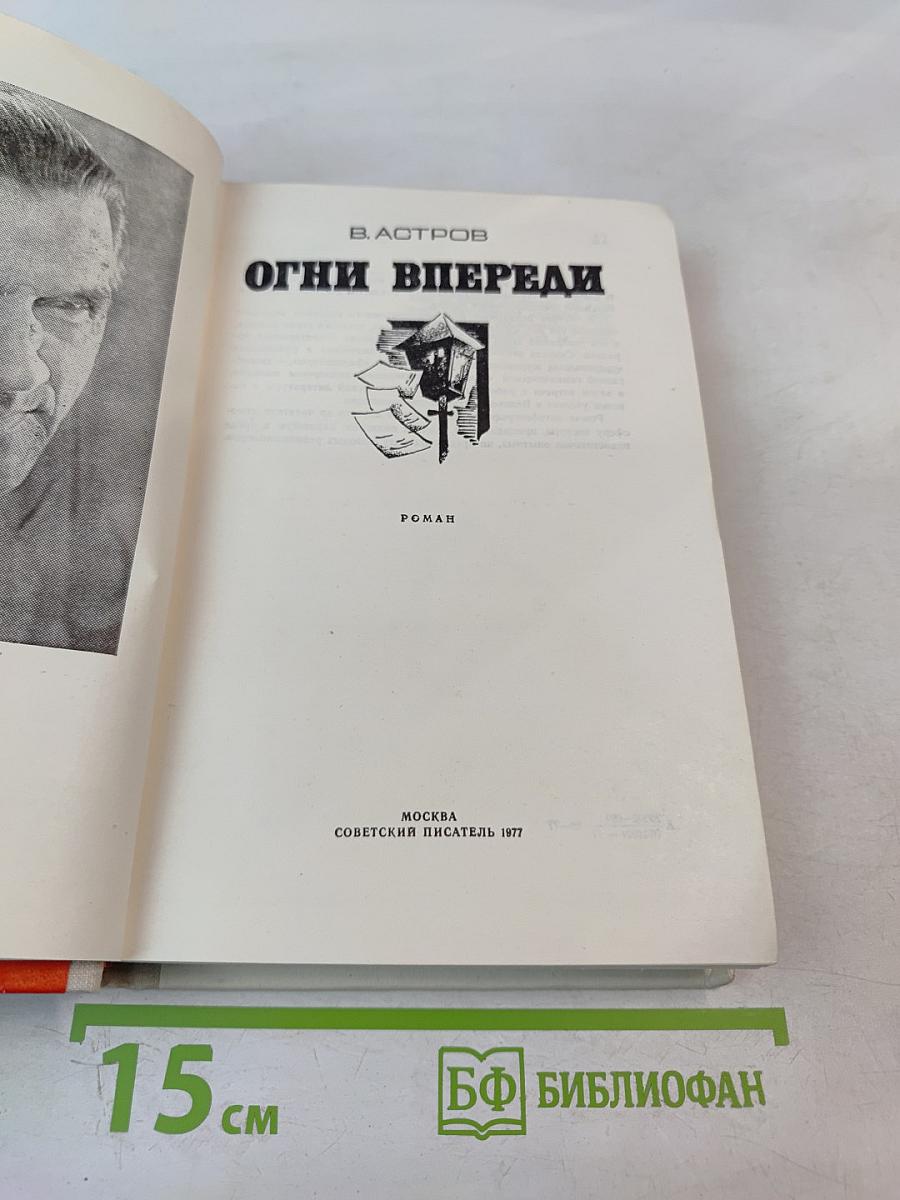 В. АСТРОВ
ОГНИ ВПЕРЕДИ
РОМАН
МОСКВА
СОВЕТСКИЙ ПИСАТЕЛЬ 1977
15 см
БФ БИБЛИОФАН